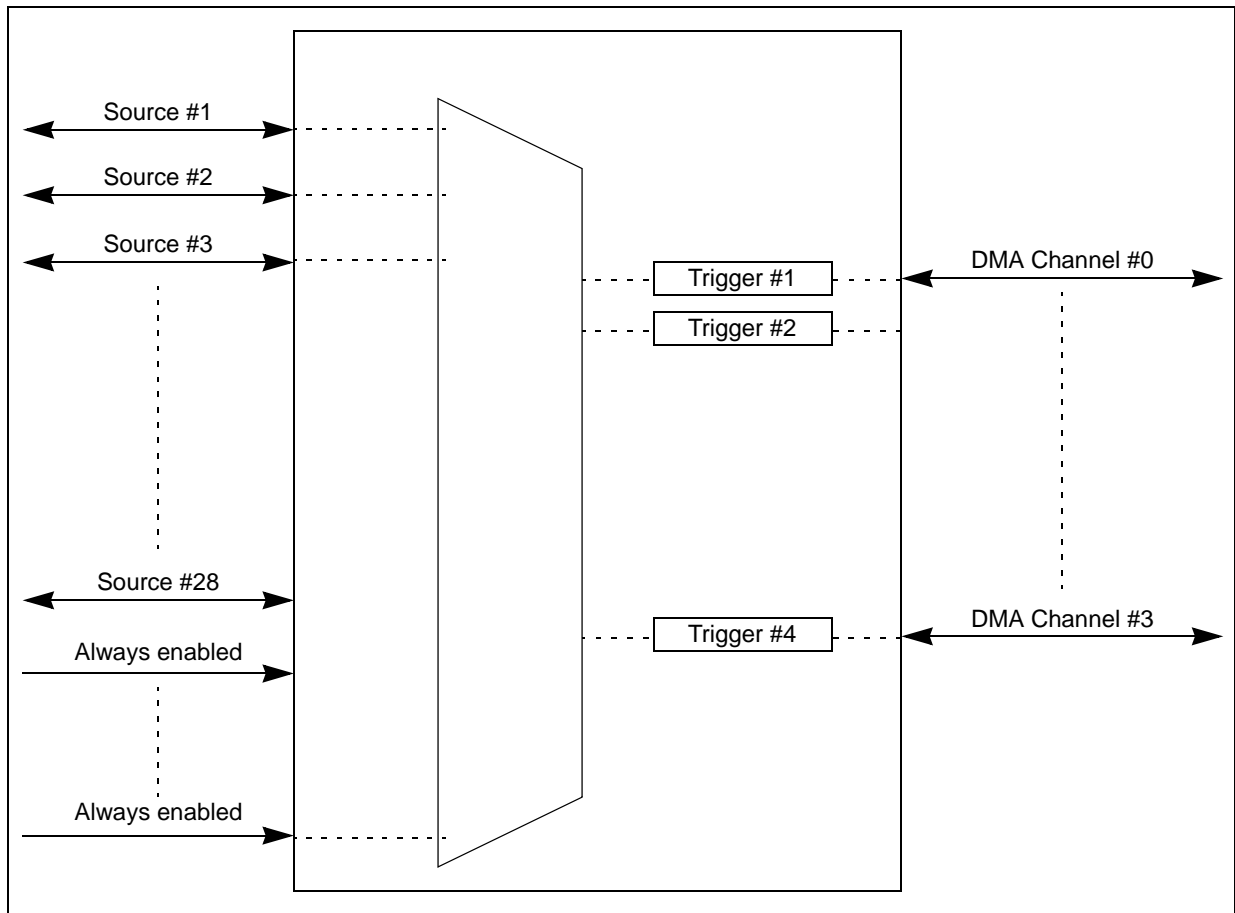 Source #1
Source #2
Source #3
Source #28
Always enabled
Always enabled
Trigger #1
Trigger #2
Trigger #4
DMA Channel #0
DMA Channel #3